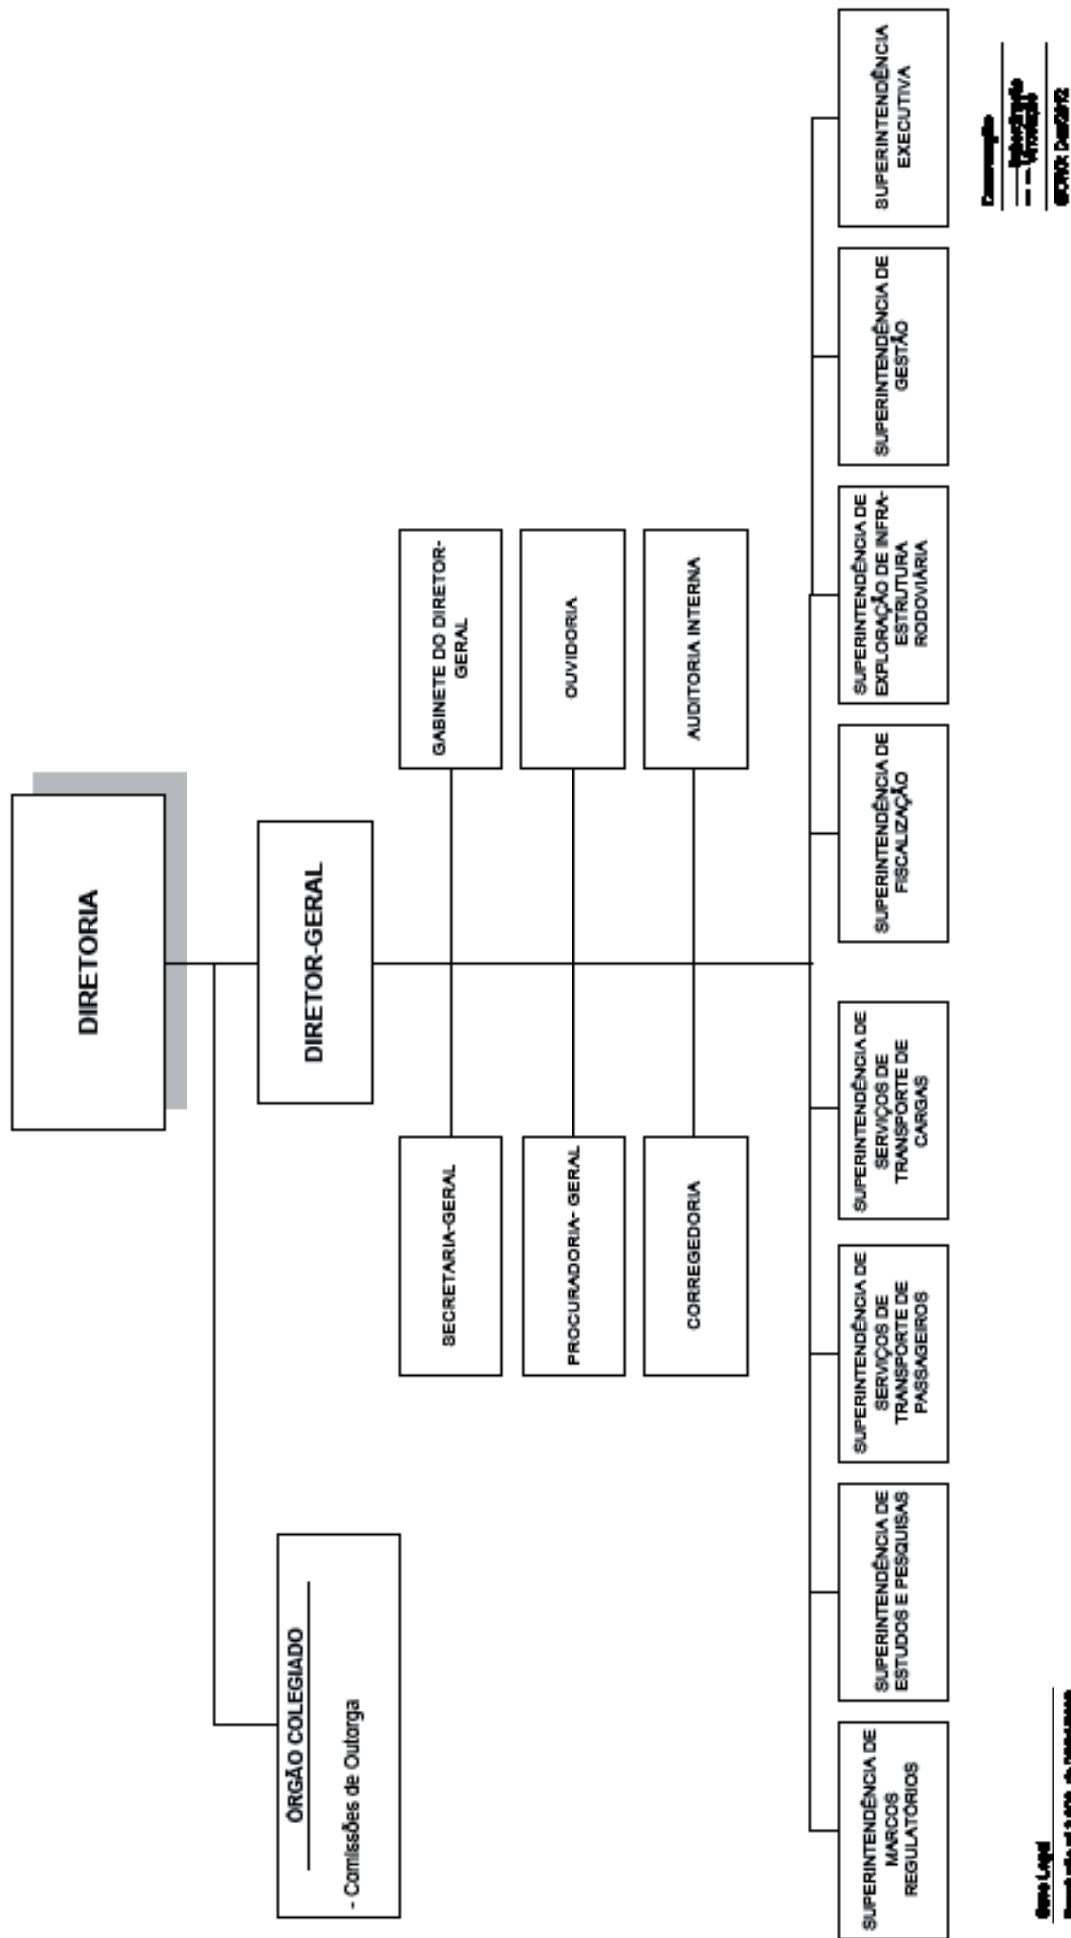 DIRETORIA
DIRETOR-GERAL
ÓRGÃO COLEGIADO
- Comissões de Outorga
SECRETARIA-GERAL
GABINETE DO DIRETOR-
GERAL
PROCURADORIA- GERAL
OUVIDORIA
CORREGEDORIA
AUDITORIA INTERNA
SUPERINTENDÊNCIA DE
MARCOS
REGULATÓRIOS
SUPERINTENDÊNCIA DE
ESTUDOS E PESQUISAS
SUPERINTENDÊNCIA DE
SERVIÇOS DE
TRANSPORTE DE
PASSAGEIROS
SUPERINTENDÊNCIA DE
SERVIÇOS DE
TRANSPORTE DE
CARGAS
SUPERINTENDÊNCIA DE
FISCALIZAÇÃO
SUPERINTENDÊNCIA DE
EXPLORAÇÃO DE INFRA-
ESTRUTURA
RODOVIÁRIA
SUPERINTENDÊNCIA DE
GESTÃO
SUPERINTENDÊNCIA
EXECUTIVA
Base Legal